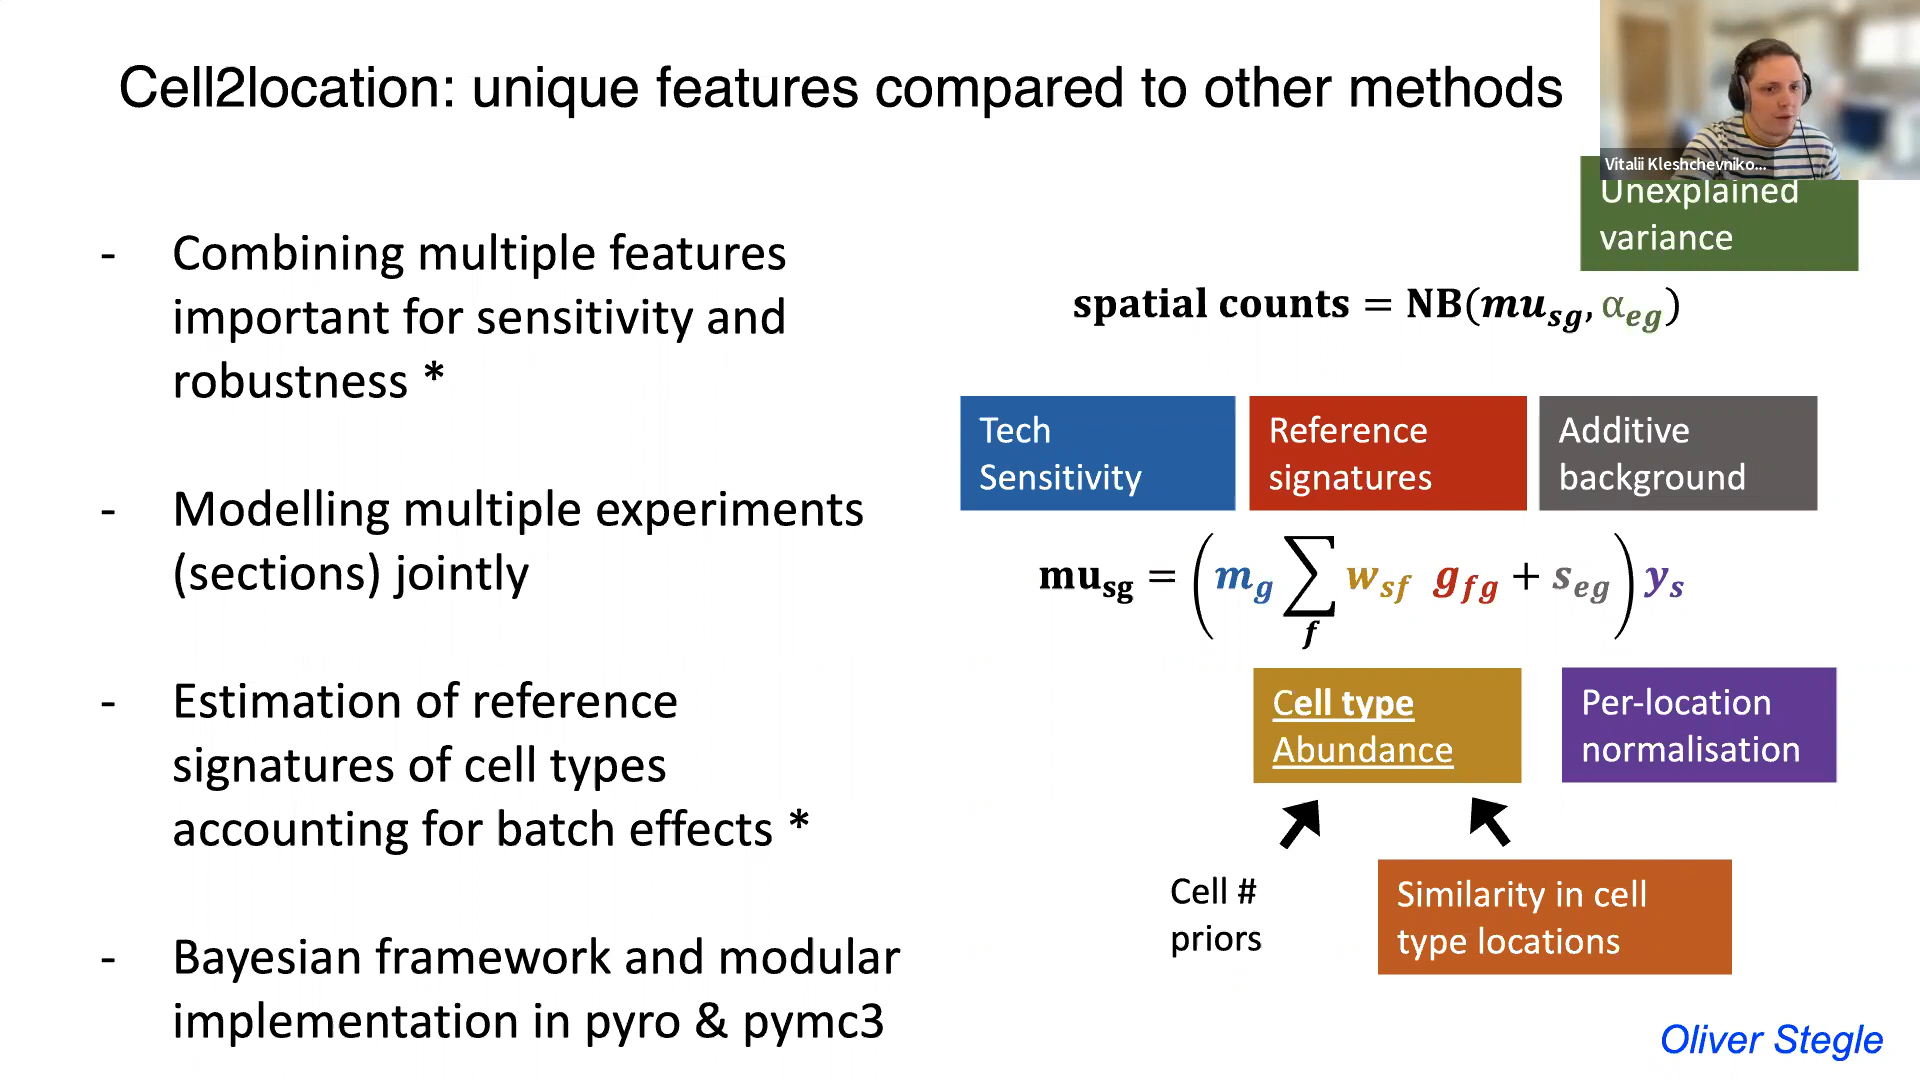 Cell2location: unique features compared to other methods
Vitalii Kleshchevniko...
- Combining multiple features
important for sensitivity and
robustness *
- Modelling multiple experiments
(sections) jointly
- Estimation of reference
signatures of cell types
accounting for batch effects *
- Bayesian framework and modular
implementation in pyro & pymc3
Unexplained
variance
spatial counts = NB(mu_sg, α_eg)
Tech
Sensitivity
Reference
signatures
Additive
background
mu_sg = (m_g ∑_f w_sf g_fg + s_eg) y_s
Cell type
Abundance
Per-location
normalisation
Cell #
priors
Similarity in cell
type locations
Oliver Stegle